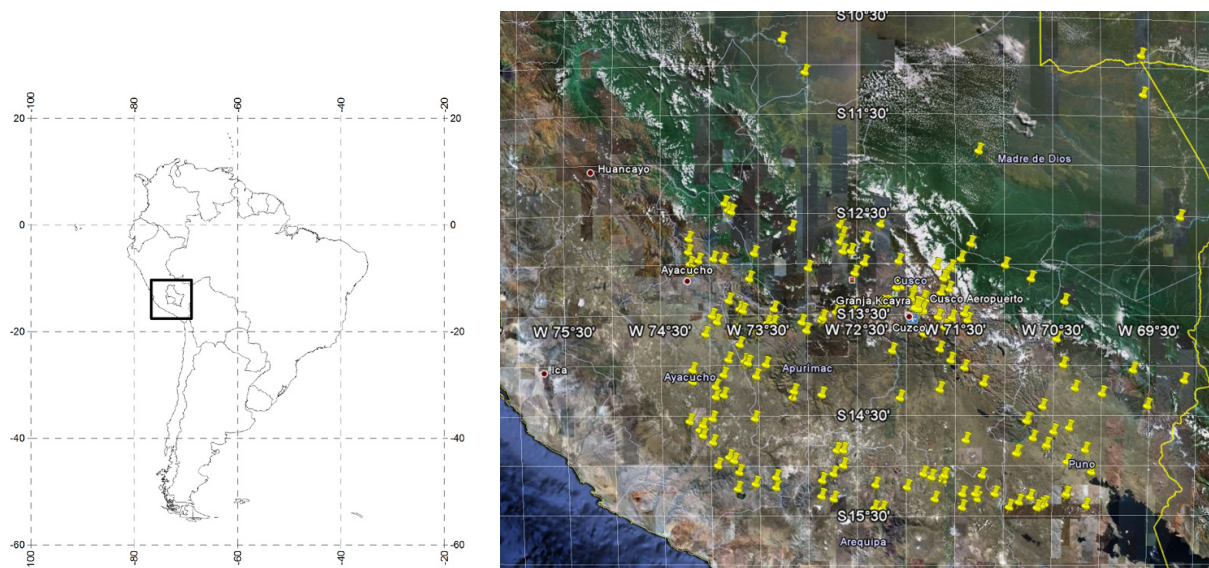 -100
-80
-60
-40
-20
20
20
0
0
-20
-20
-40
-40
-60
-60
-100
-80
-60
-40
-20
S10°30'
S11°30'
Madre de Dios
Huancayo
S12°30'
Ayacucho
Cusco
Granja Kcayra
Cusco Aeropuerto
S13°30'
Cuzco
W 75°30'
W 74°30'
W 73°30'
W 72°30'
W 71°30'
W 70°30'
W 69°30'
Ica
Ayacucho
Apurímac
S14°30'
Puno
S15°30'
Arequipa